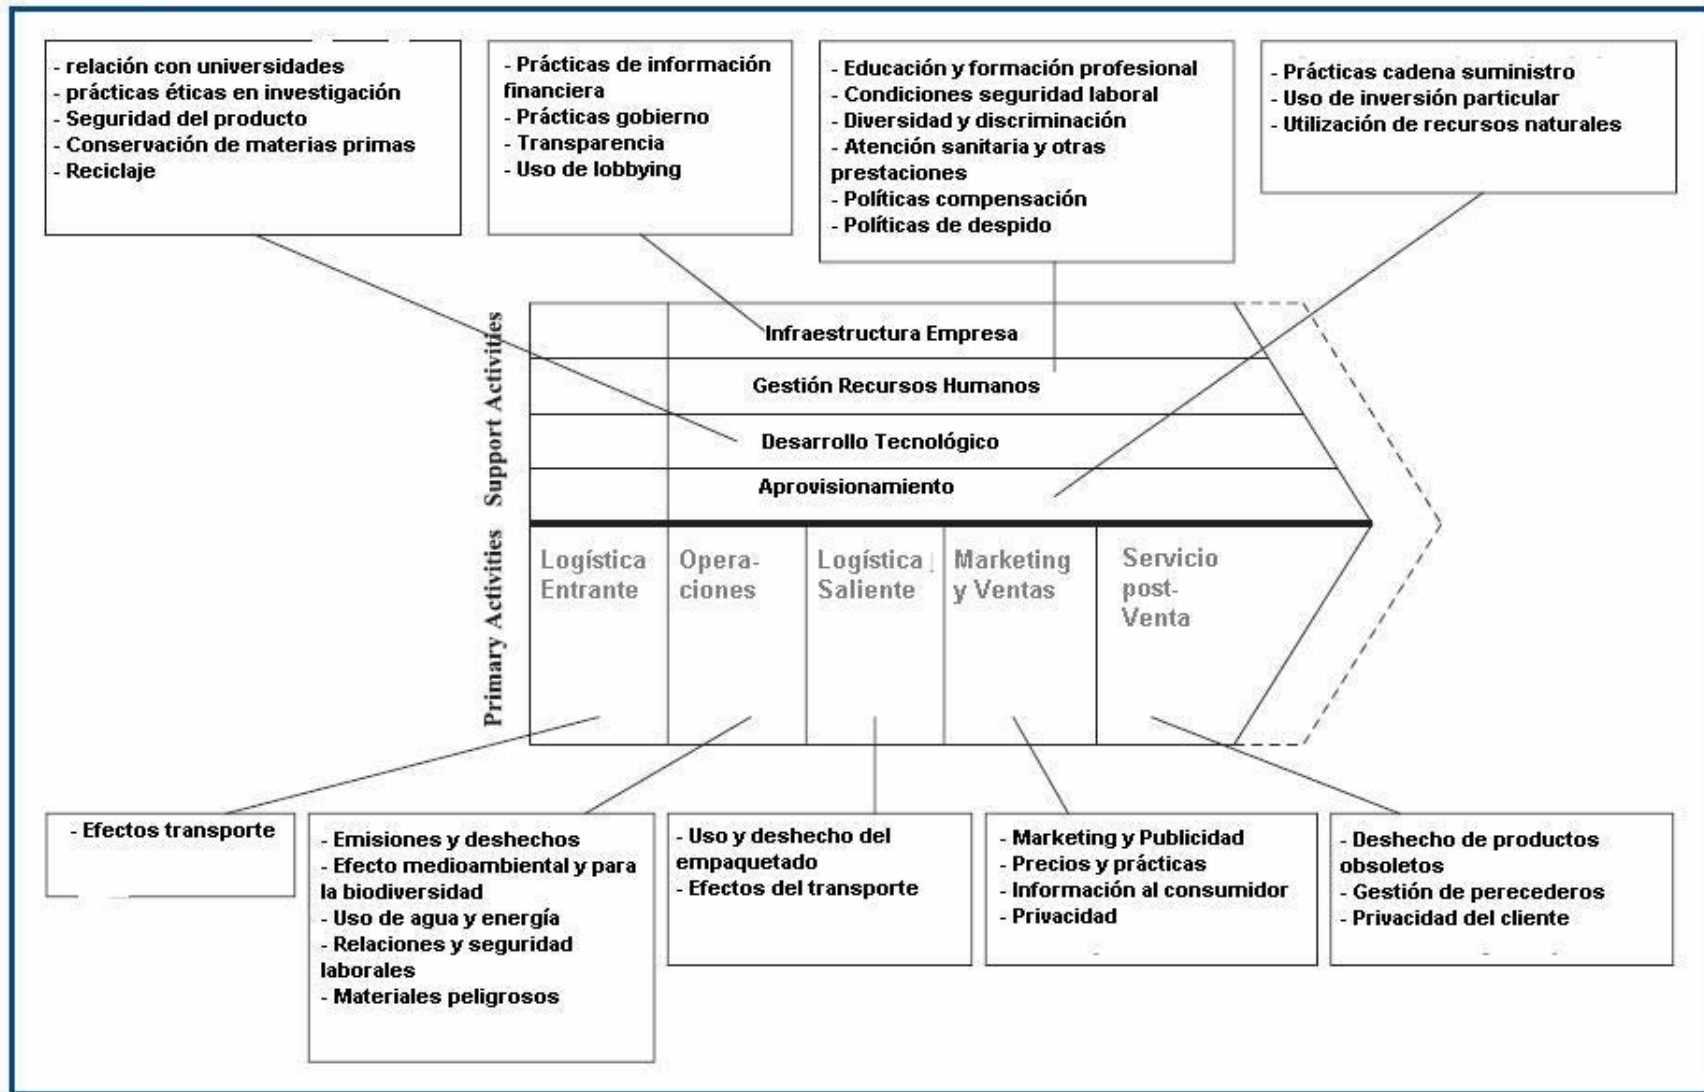 - relación con universidades
- prácticas éticas en investigación
- Seguridad del producto
- Conservación de materias primas
- Reciclaje
- Prácticas de información
financiera
- Prácticas gobierno
- Transparencia
- Uso de lobbying
- Educación y formación profesional
- Condiciones seguridad laboral
- Diversidad y discriminación
- Atención sanitaria y otras
prestaciones
- Políticas compensación
- Políticas de despido
- Prácticas cadena suministro
- Uso de inversión particular
- Utilización de recursos naturales
Support Activities
Infraestructura Empresa
Gestión Recursos Humanos
Desarrollo Tecnológico
Aprovisionamiento
Primary Activities
Logística
Entrante
Opera-
ciones
Logística
Saliente
Marketing
y Ventas
Servicio
post-
Venta
- Efectos transporte
- Emisiones y deshechos
- Efecto medioambiental y para
la biodiversidad
- Uso de agua y energía
- Relaciones y seguridad
laborales
- Materiales peligrosos
- Uso y deshecho del
empaquetado
- Efectos del transporte
- Marketing y Publicidad
- Precios y prácticas
- Información al consumidor
- Privacidad
- Deshecho de productos
obsoletos
- Gestión de perecederos
- Privacidad del cliente